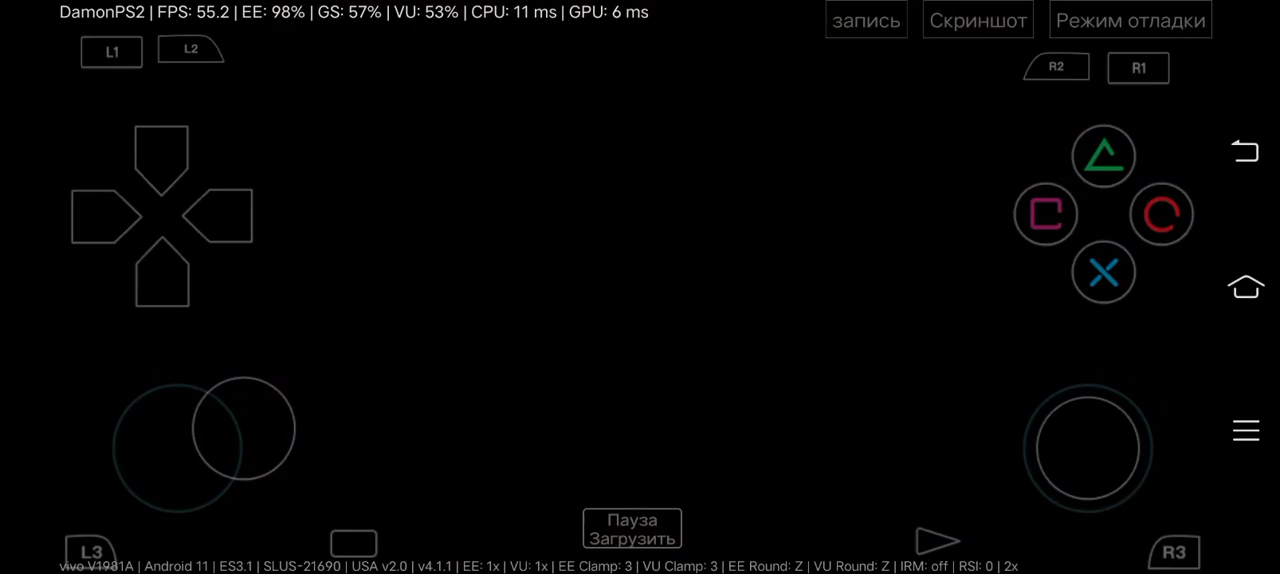 DamonPS2 | FPS: 55.2 | EE: 98% | GS: 57% | VU: 53% | CPU: 11 ms | GPU: 6 ms
запись
Скриншот
Режим отладки
L1
L2
R2
R1
Пауза
Загрузить
L3
R3
vivo V1981A | Android 11 | ES3.1 | SLUS-21690 | USA v2.0 | v4.1.1 | EE: 1x | VU: 1x | EE Clamp: 3 | VU Clamp: 3 | EE Round: Z | VU Round: Z | IRM: off | RSI: 0 | 2x